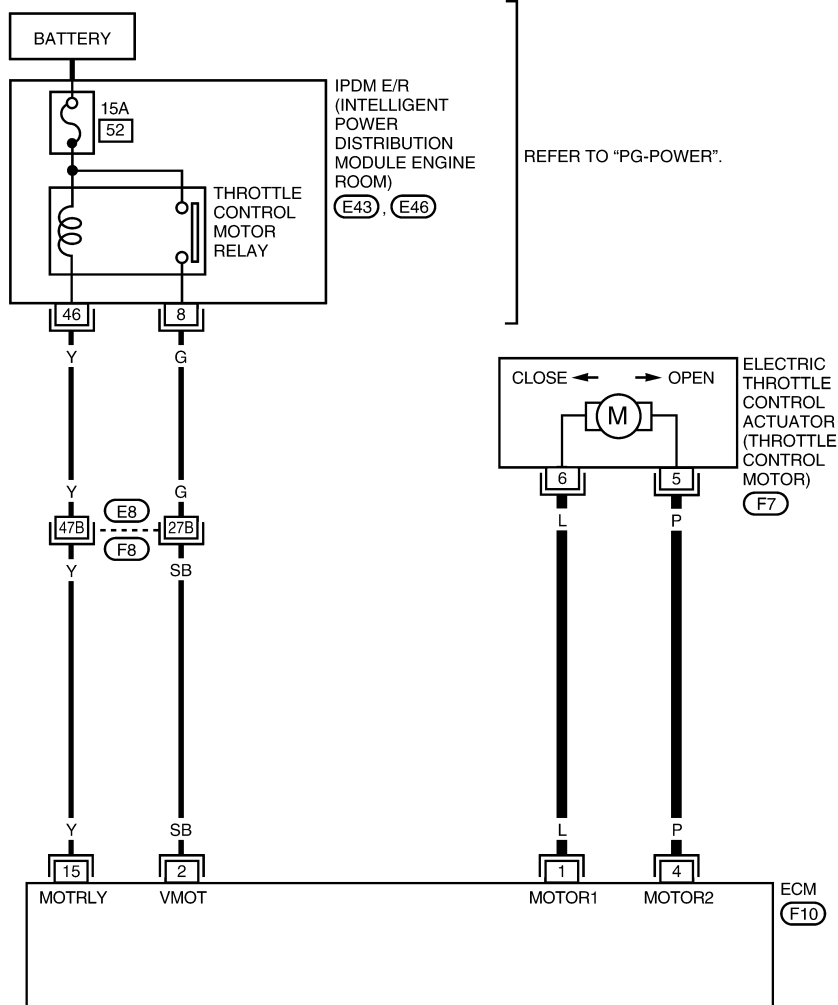 BATTERY
15A
52
IPDM E/R
(INTELLIGENT
POWER
DISTRIBUTION
MODULE ENGINE
ROOM)
E43 , E46
REFER TO “PG-POWER”.
THROTTLE
CONTROL
MOTOR
RELAY
46
8
Y
G
CLOSE
OPEN
M
ELECTRIC
THROTTLE
CONTROL
ACTUATOR
(THROTTLE
CONTROL
MOTOR)
F7
6
5
L
P
Y
G
47B
E8
F8
27B
Y
SB
Y
SB
L
P
15
2
1
4
MOTRLY
VMOT
MOTOR1
MOTOR2
ECM
F10